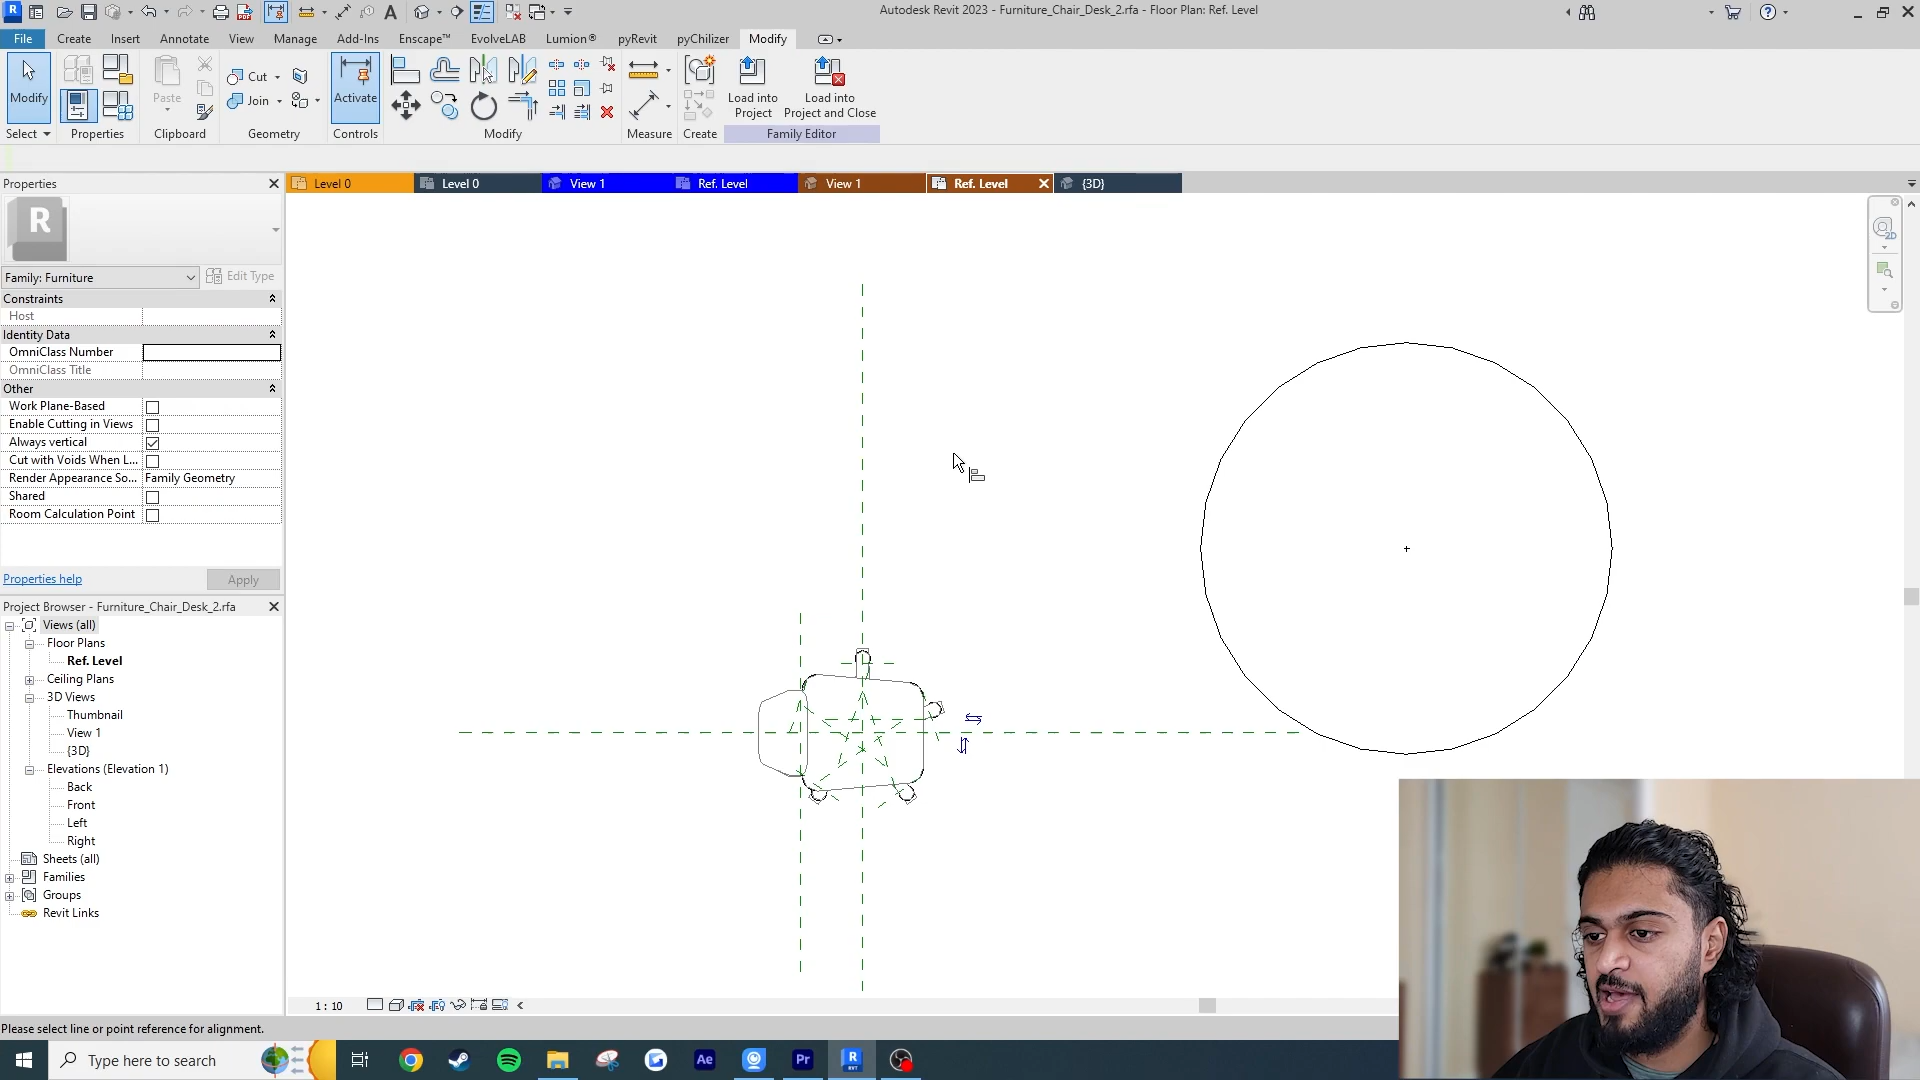 Autodesk Revit 2023 - Furniture_Chair_Desk_2.rfa - Floor Plan: Ref. Level
File Create Insert Annotate View Manage Add-Ins Enscape™ EvolveLAB Lumion® pyRevit pyChilizer Modify
Modify
Paste
Cut
Join
Activate
Load into Project
Load into Project and Close
Select Properties Clipboard Geometry Controls Modify Measure Create Family Editor
Properties
Level 0
Level 0
View 1
Ref. Level
View 1
Ref. Level
{3D}
R
Family: Furniture
Edit Type
Constraints
Host
Identity Data
OmniClass Number
OmniClass Title
Other
Work Plane-Based
Enable Cutting in Views
Always vertical
Cut with Voids When L...
Render Appearance So... Family Geometry
Shared
Room Calculation Point
Properties help
Apply
Project Browser - Furniture_Chair_Desk_2.rfa
Views (all)
Floor Plans
Ref. Level
Ceiling Plans
3D Views
Thumbnail
View 1
{3D}
Elevations (Elevation 1)
Back
Front
Left
Right
Sheets (all)
Families
Groups
Revit Links
2D
1 : 10
Please select line or point reference for alignment.
Type here to search
Ae
Pr
R
RVT